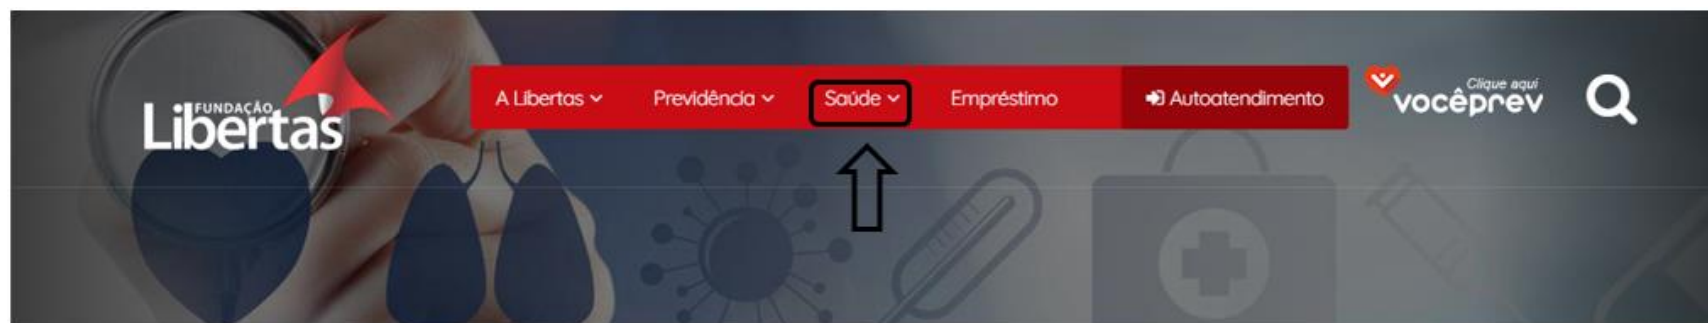 FUNDAÇÃO
Libertas
A Libertas
Previdência
Saúde
Empréstimo
Autoatendimento
Clique aqui
vocêprev